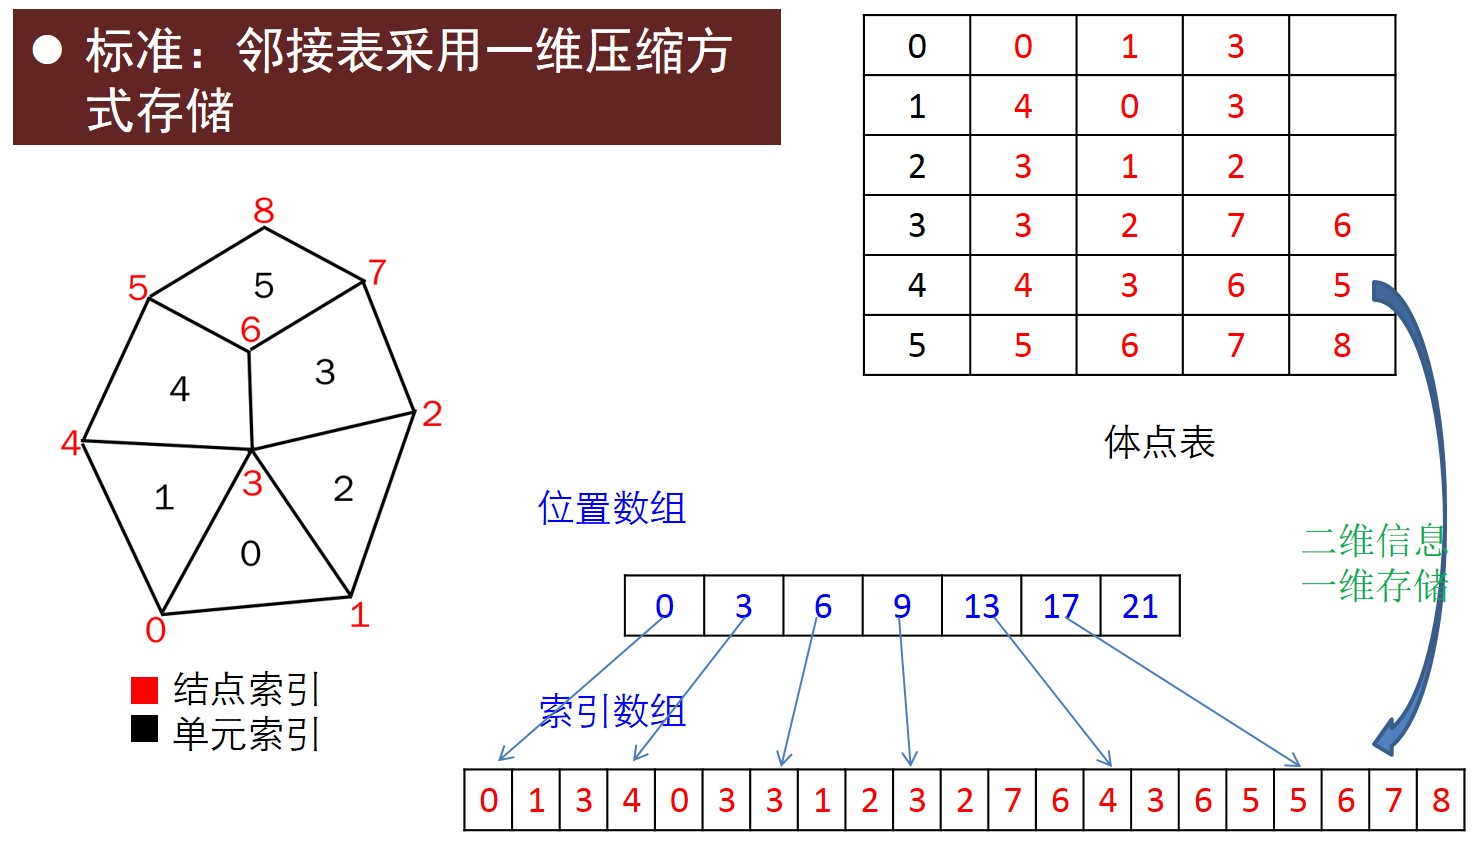 ● 标准：邻接表采用一维压缩方
式存储
0 0 1 3
1 4 0 3
2 3 1 2
3 3 2 7 6
4 4 3 6 5
5 5 6 7 8
体点表
8
5
5
7
6
4
3
4
2
3
1
2
0
0
1
结点索引
单元索引
位置数组
0 3 6 9 13 17 21
二维信息
一维存储
索引数组
0 1 3 4 0 3 3 1 2 3 2 7 6 4 3 6 5 5 6 7 8